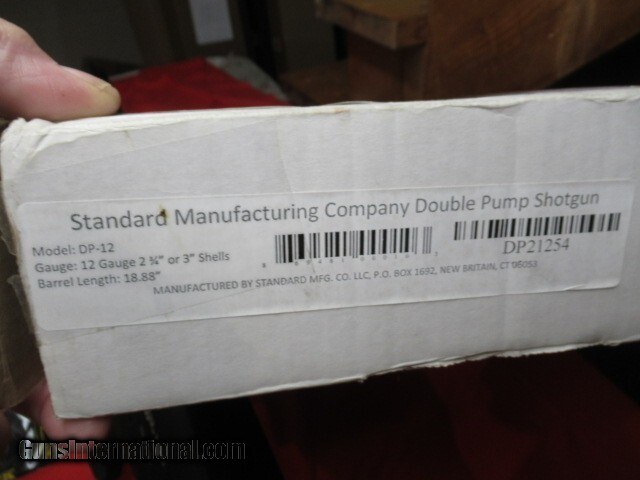 Standard Manufacturing Company Double Pump Shotgun
Model: DP-12
Gauge: 12 Gauge 2 ¾" or 3" Shells
Barrel Length: 18.88"
DP21254
MANUFACTURED BY STANDARD MFG. CO. LLC, P.O. BOX 1692, NEW BRITAIN, CT 06053
GunsInternational.com